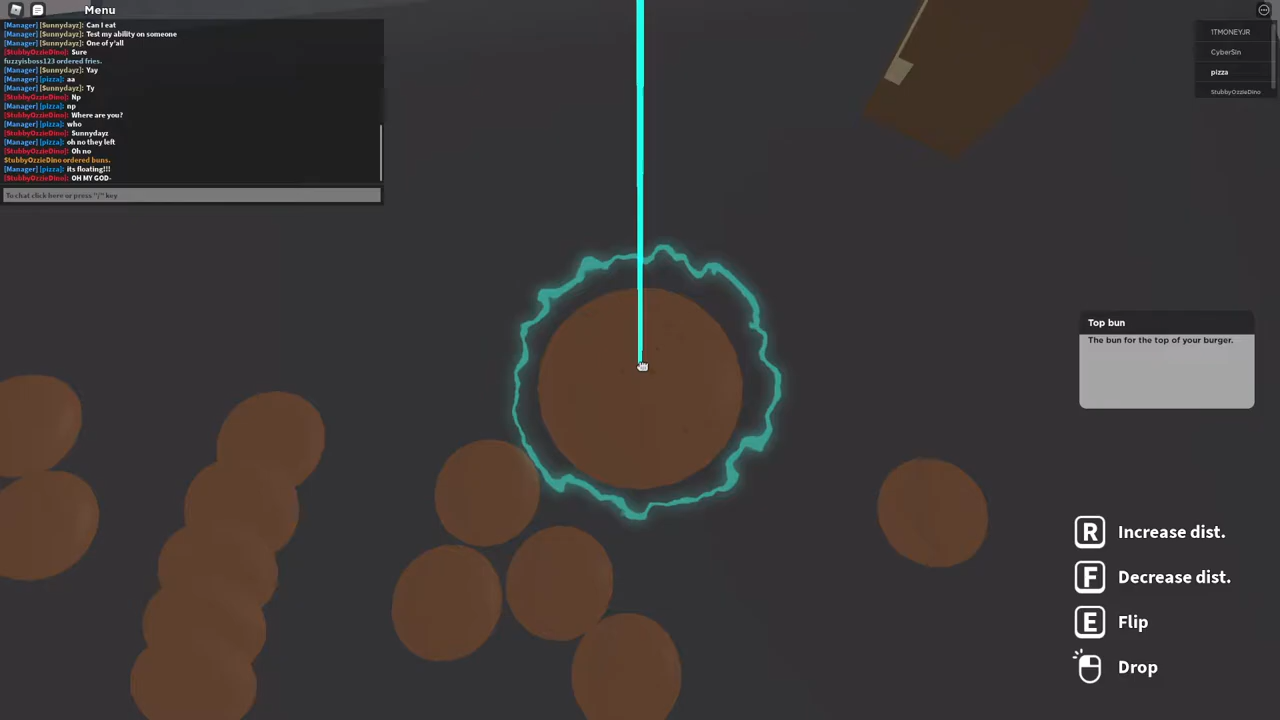 Menu
[Manager] [Sunnydayz]: Can I eat
[Manager] [Sunnydayz]: Test my ability on someone
[Manager] [Sunnydayz]: One of y'all
[StubbyOzzieDino]: Sure
fuzzyisboss123 ordered fries.
[Manager] [Sunnydayz]: Yay
[Manager] [pizza]: aa
[Manager] [Sunnydayz]: Ty
[StubbyOzzieDino]: Np
[Manager] [pizza]: np
[StubbyOzzieDino]: Where are you?
[Manager] [pizza]: who
[StubbyOzzieDino]: Sunnydayz
[Manager] [pizza]: oh no they left
[StubbyOzzieDino]: Oh no
StubbyOzzieDino ordered buns.
[Manager] [pizza]: its floating!!!
[StubbyOzzieDino]: OH MY GOD-
To chat click here or press "/" key
1TMONEYJR
CyberSin
pizza
StubbyOzzieDino
Top bun
The bun for the top of your burger.
R Increase dist.
F Decrease dist.
E Flip
Drop